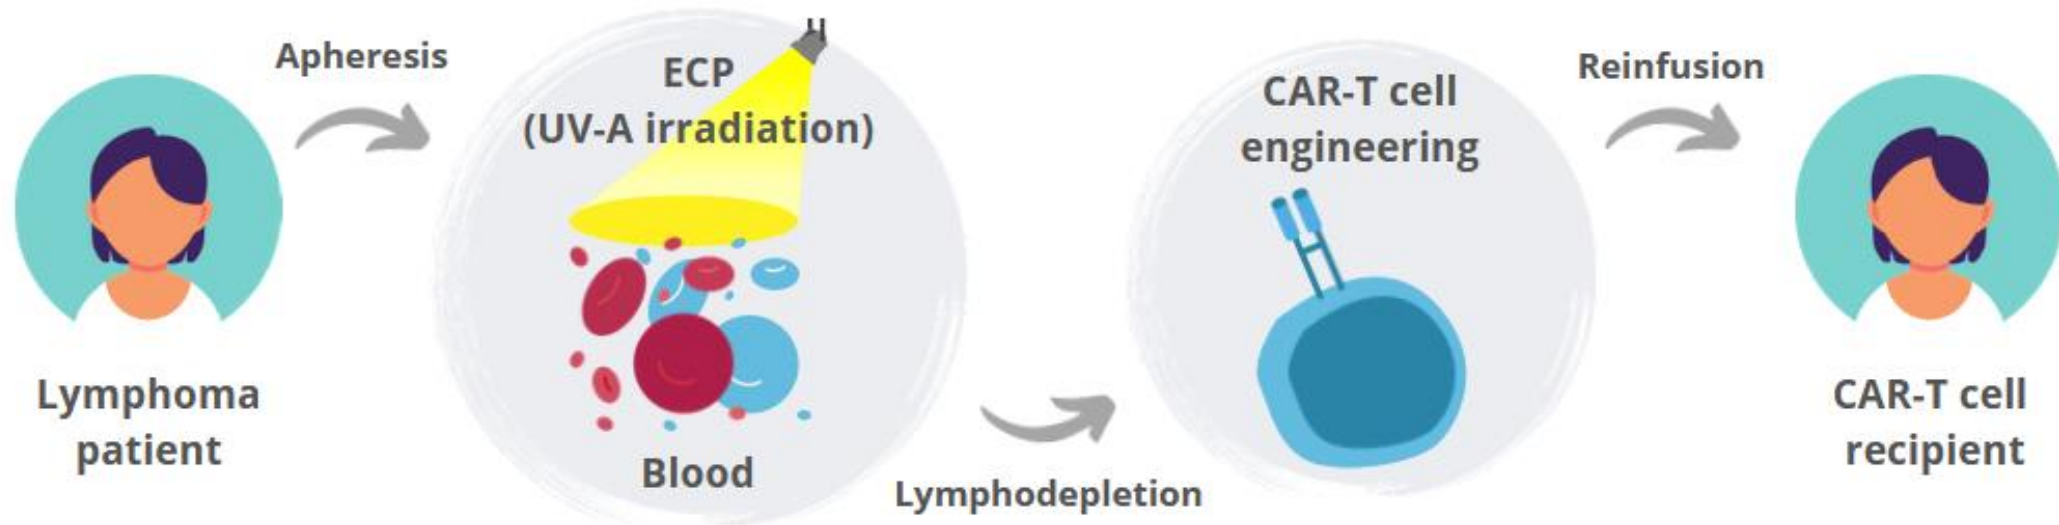 Apheresis
ECP
(UV-A irradiation)
Blood
Lymphoma
patient
Lymphodepletion
CAR-T cell
engineering
Reinfusion
CAR-T cell
recipient